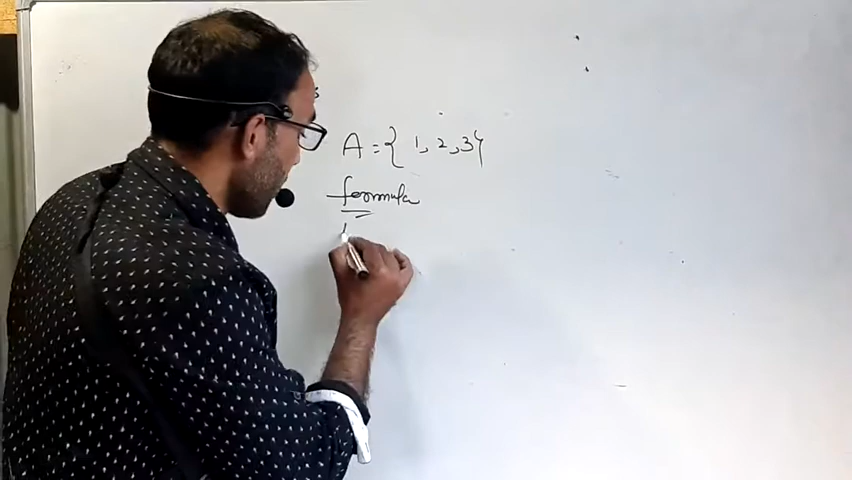 A = { 1, 2, 3 }
formula